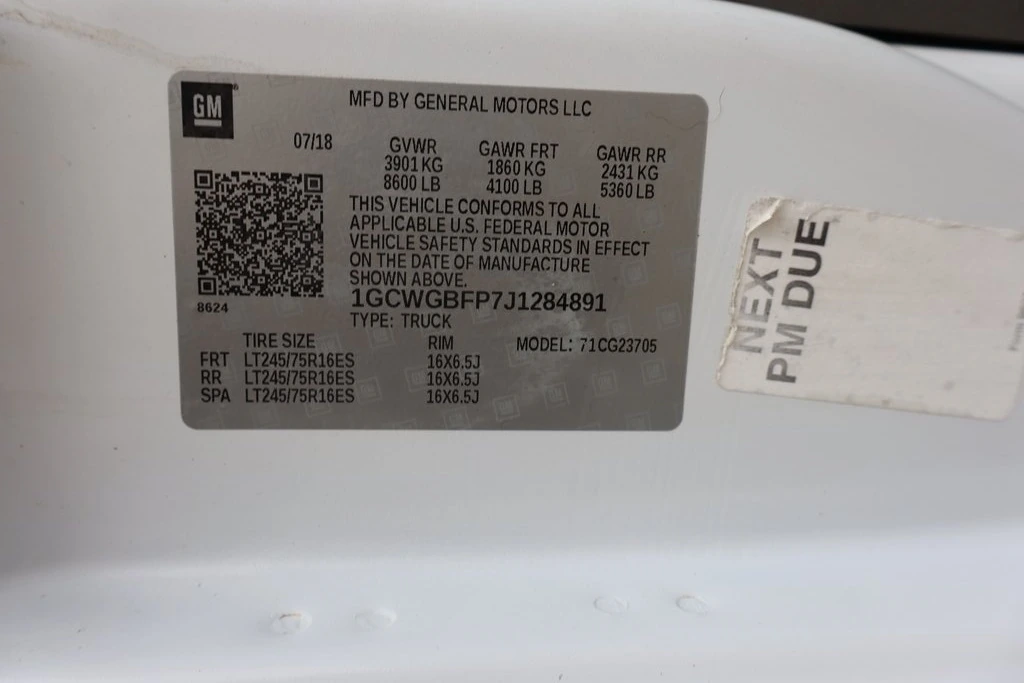 GM
MFD BY GENERAL MOTORS LLC
07/18
GVWR GAWR FRT GAWR RR
3901 KG 1860 KG 2431 KG
8600 LB 4100 LB 5360 LB
THIS VEHICLE CONFORMS TO ALL
APPLICABLE U.S. FEDERAL MOTOR
VEHICLE SAFETY STANDARDS IN EFFECT
ON THE DATE OF MANUFACTURE
SHOWN ABOVE.
8624
1GCWGBFP7J1284891
TYPE: TRUCK
TIRE SIZE RIM MODEL: 71CG23705
FRT LT245/75R16ES 16X6.5J
RR LT245/75R16ES 16X6.5J
SPA LT245/75R16ES 16X6.5J
NEXT
PM DUE